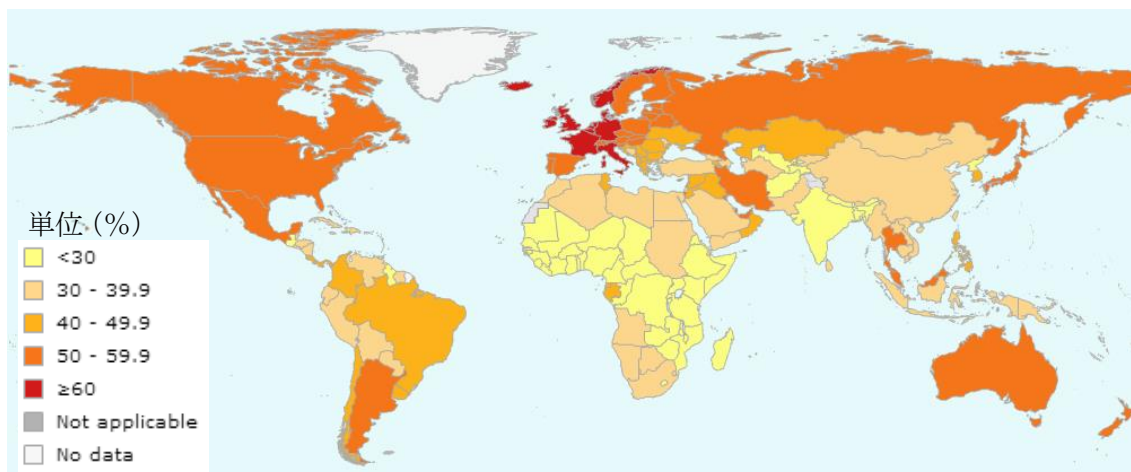 単位 (%)
<30
30 - 39.9
40 - 49.9
50 - 59.9
≥60
Not applicable
No data